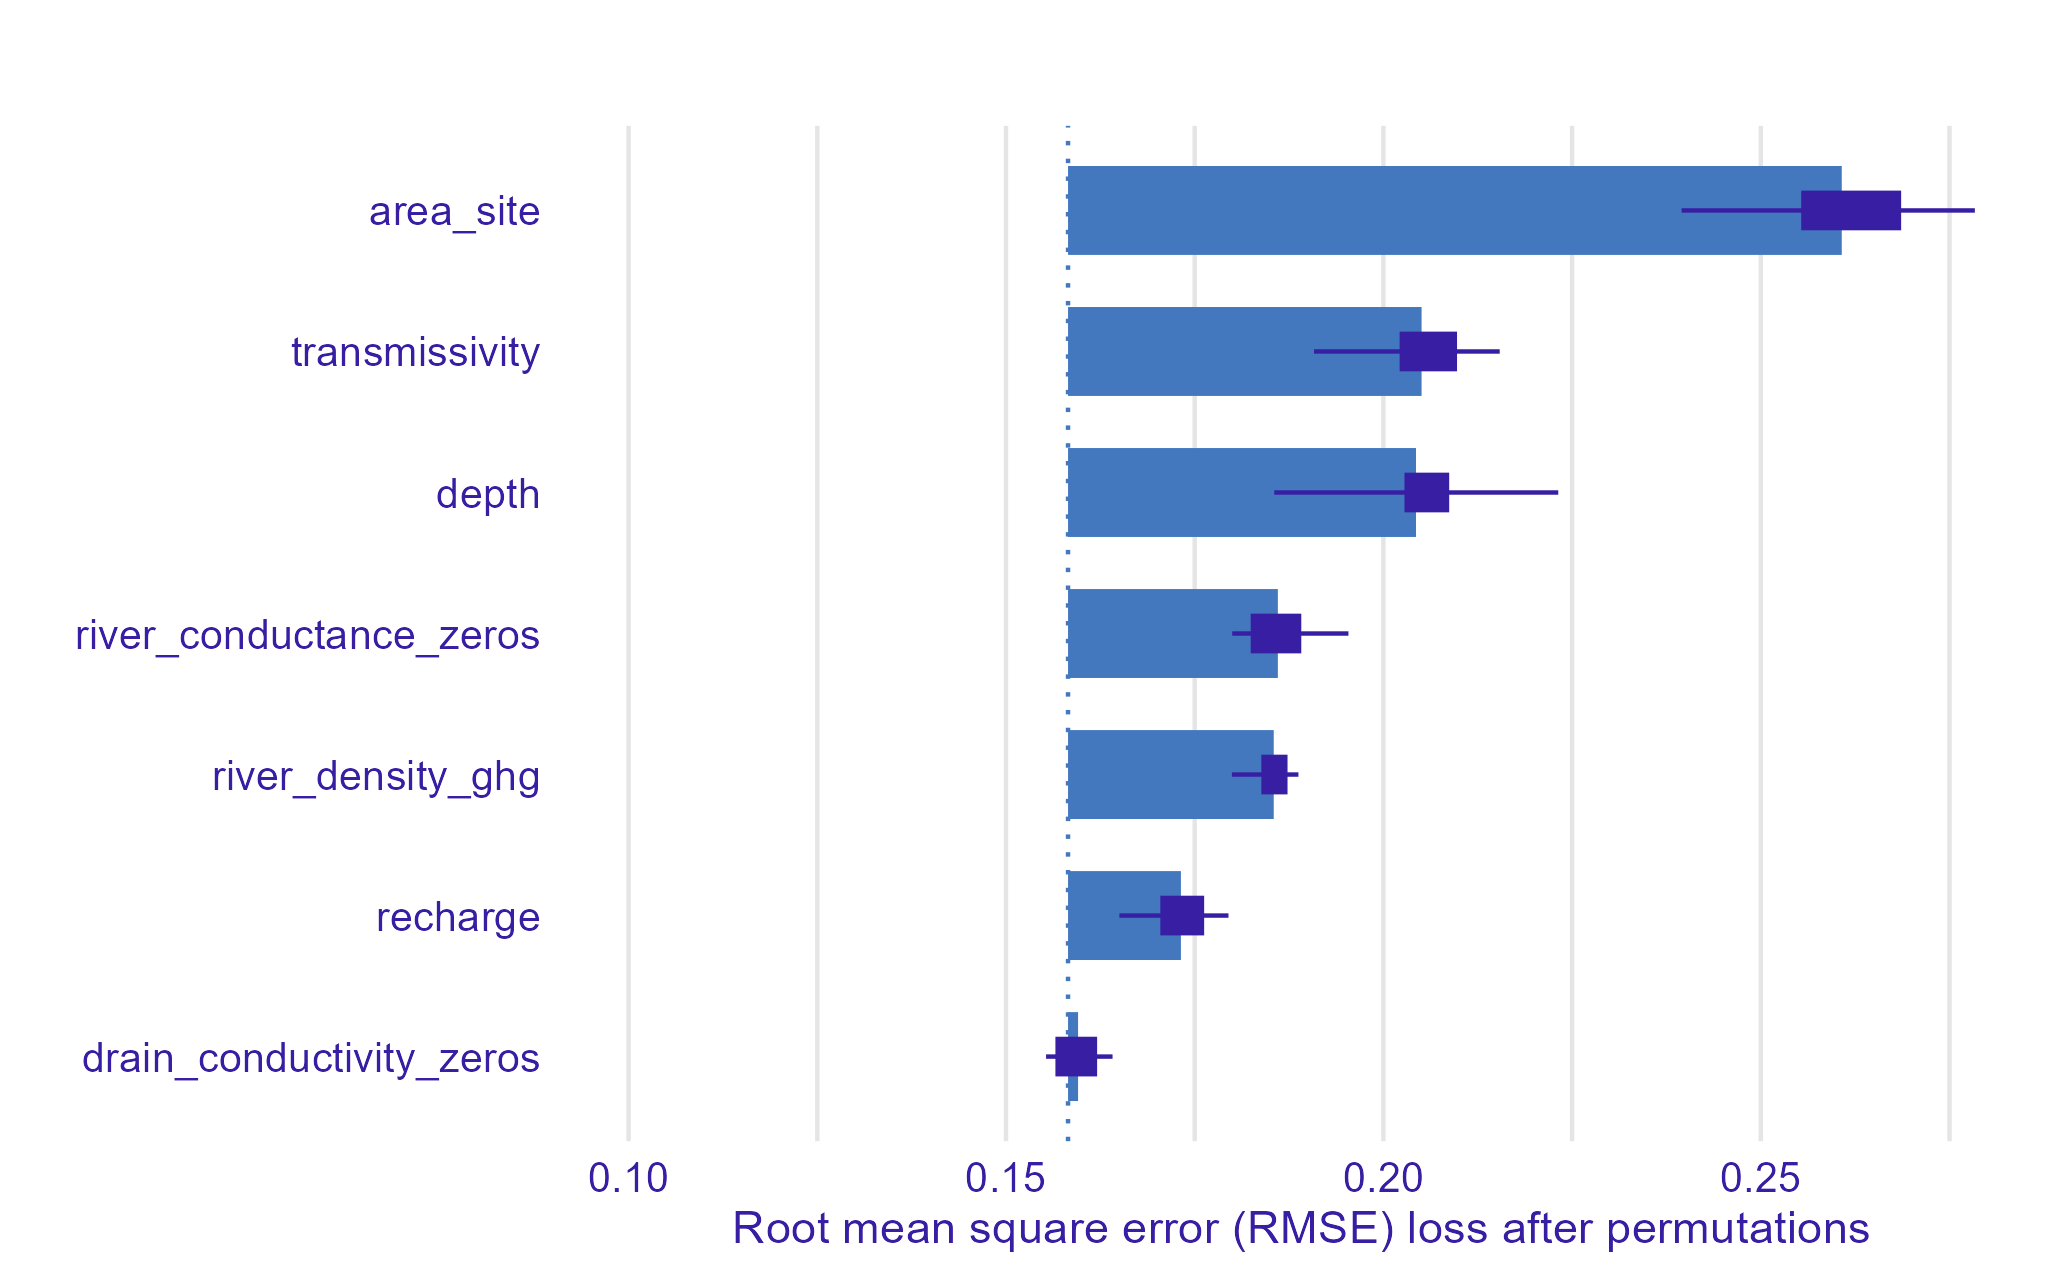 area_site
transmissivity
depth
river_conductance_zeros
river_density_ghg
recharge
drain_conductivity_zeros
0.10 0.15 0.20 0.25
Root mean square error (RMSE) loss after permutations